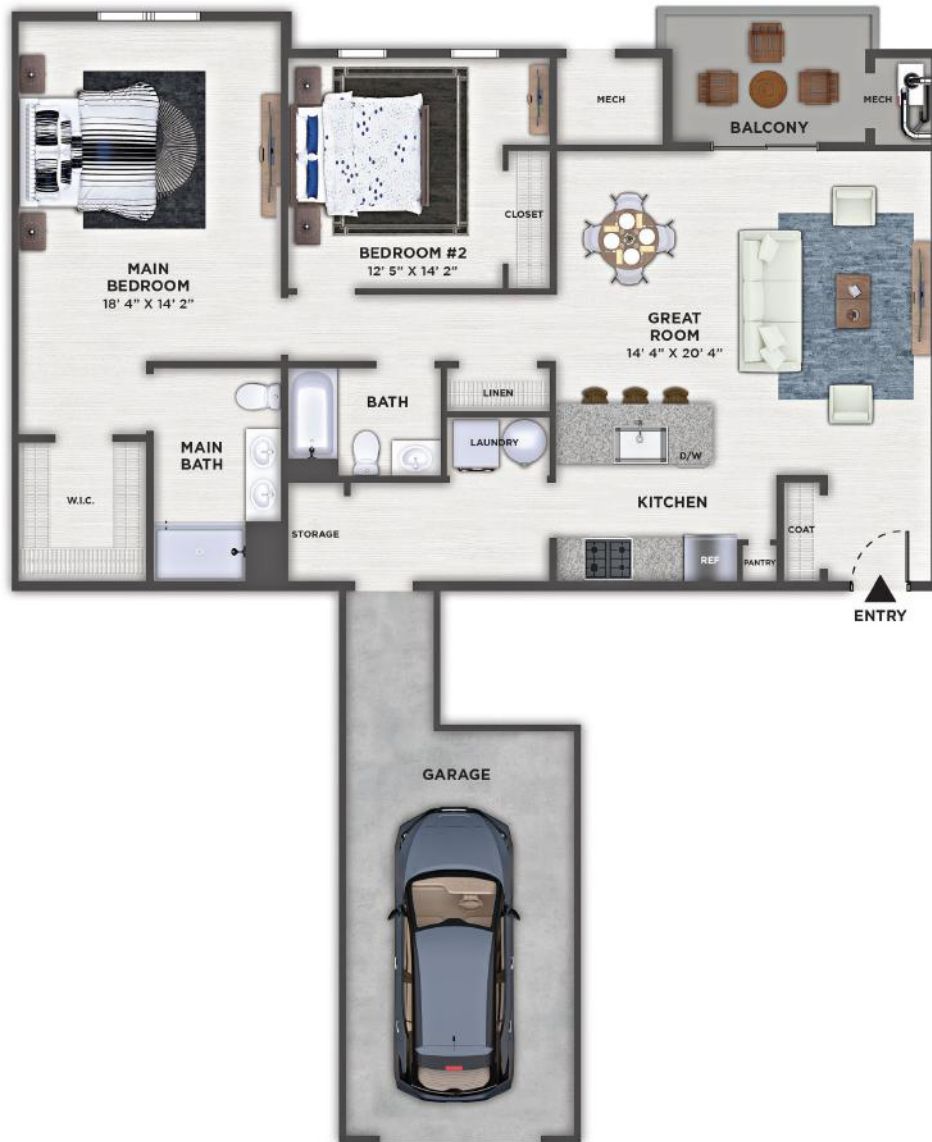 MECH
MECH
BALCONY
CLOSET
BEDROOM #2
12' 5" X 14' 2"
MAIN
BEDROOM
18' 4" X 14' 2"
GREAT
ROOM
14' 4" X 20' 4"
LINEN
BATH
LAUNDRY
D/W
MAIN
BATH
W.I.C.
KITCHEN
STORAGE
COAT
REF
PANTRY
ENTRY
GARAGE